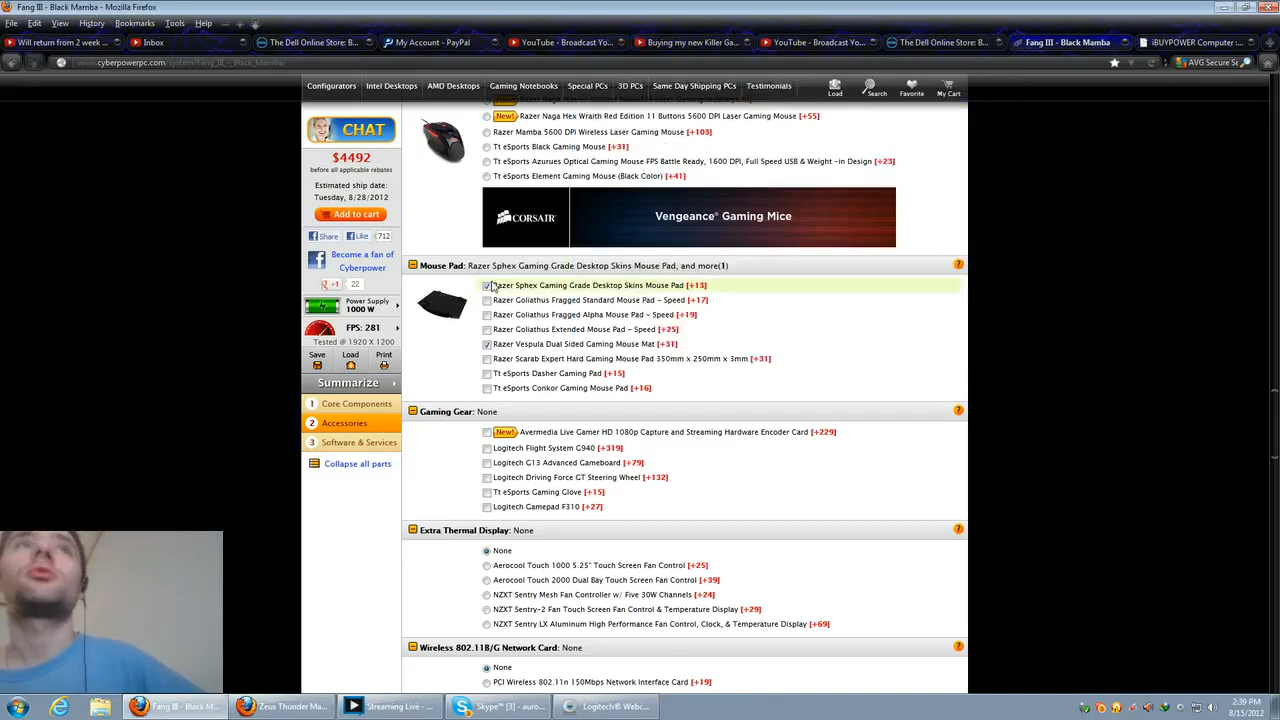 Fang III - Black Mamba - Mozilla Firefox
File Edit View History Bookmarks Tools Help
Will return from 2 week ... Inbox The Dell Online Store: B... My Account - PayPal YouTube - Broadcast Yo... Buying my new Killer Ga... YouTube - Broadcast Yo... The Dell Online Store: B... Fang III - Black Mamba iBUYPOWER Computer : ...
www.cyberpowerpc.com/system/Fang_III_-_Black_Mamba/ AVG Secure Se
Configurators Intel Desktops AMD Desktops Gaming Notebooks Special PCs 3D PCs Same Day Shipping PCs Testimonials Load Search Favorite My Cart
CHAT
$4492
before all applicable rebates
Estimated ship date:
Tuesday, 8/28/2012
Add to cart
Share Like 712
Become a fan of
Cyberpower
+1 22
Power Supply
1000 W
FPS: 281
Tested @ 1920 X 1200
Save Load Print
Summarize
1 Core Components
2 Accessories
3 Software & Services
Collapse all parts
New! Razer Naga Hex Wraith Red Edition 11 Buttons 5600 DPI Laser Gaming Mouse [+55]
Razer Mamba 5600 DPI Wireless Laser Gaming Mouse [+103]
Tt eSports Black Gaming Mouse [+31]
Tt eSports Azurues Optical Gaming Mouse FPS Battle Ready, 1600 DPI, Full Speed USB & Weight -in Design [+23]
Tt eSports Element Gaming Mouse (Black Color) [+41]
CORSAIR Vengeance® Gaming Mice
Mouse Pad: Razer Sphex Gaming Grade Desktop Skins Mouse Pad, and more(1) ?
Razer Sphex Gaming Grade Desktop Skins Mouse Pad [+13]
Razer Goliathus Fragged Standard Mouse Pad - Speed [+17]
Razer Goliathus Fragged Alpha Mouse Pad - Speed [+19]
Razer Goliathus Extended Mouse Pad - Speed [+25]
Razer Vespula Dual Sided Gaming Mouse Mat [+31]
Razer Scarab Expert Hard Gaming Mouse Pad 350mm x 250mm x 3mm [+31]
Tt eSports Dasher Gaming Pad [+15]
Tt eSports Conkor Gaming Mouse Pad [+16]
Gaming Gear: None ?
New! Avermedia Live Gamer HD 1080p Capture and Streaming Hardware Encoder Card [+229]
Logitech Flight System G940 [+319]
Logitech G13 Advanced Gameboard [+79]
Logitech Driving Force GT Steering Wheel [+132]
Tt eSports Gaming Glove [+15]
Logitech Gamepad F310 [+27]
Extra Thermal Display: None ?
None
Aerocool Touch 1000 5.25" Touch Screen Fan Control [+25]
Aerocool Touch 2000 Dual Bay Touch Screen Fan Control [+39]
NZXT Sentry Mesh Fan Controller w/ Five 30W Channels [+24]
NZXT Sentry-2 Fan Touch Screen Fan Control & Temperature Display [+29]
NZXT Sentry LX Aluminum High Performance Fan Control, Clock, & Temperature Display [+69]
Wireless 802.11B/G Network Card: None ?
None
PCI Wireless 802.11n 150Mbps Network Interface Card [+19]
Fang III - Black M... Zeus Thunder Ma... Streaming Live - ... Skype™ [3] - auro... Logitech® Webc...
2:39 PM
8/15/2012